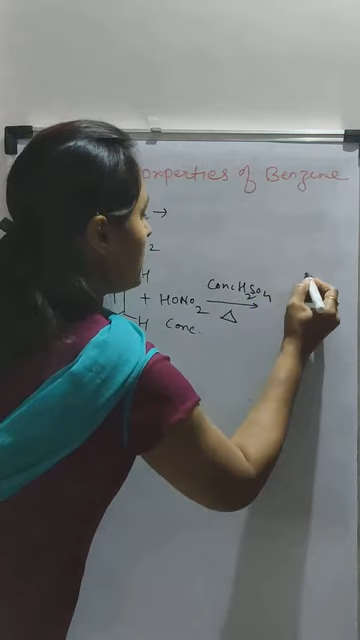 operties of Benzene
→
2
H
+ HONO2 Conc H2SO4 →
△
H Conc.